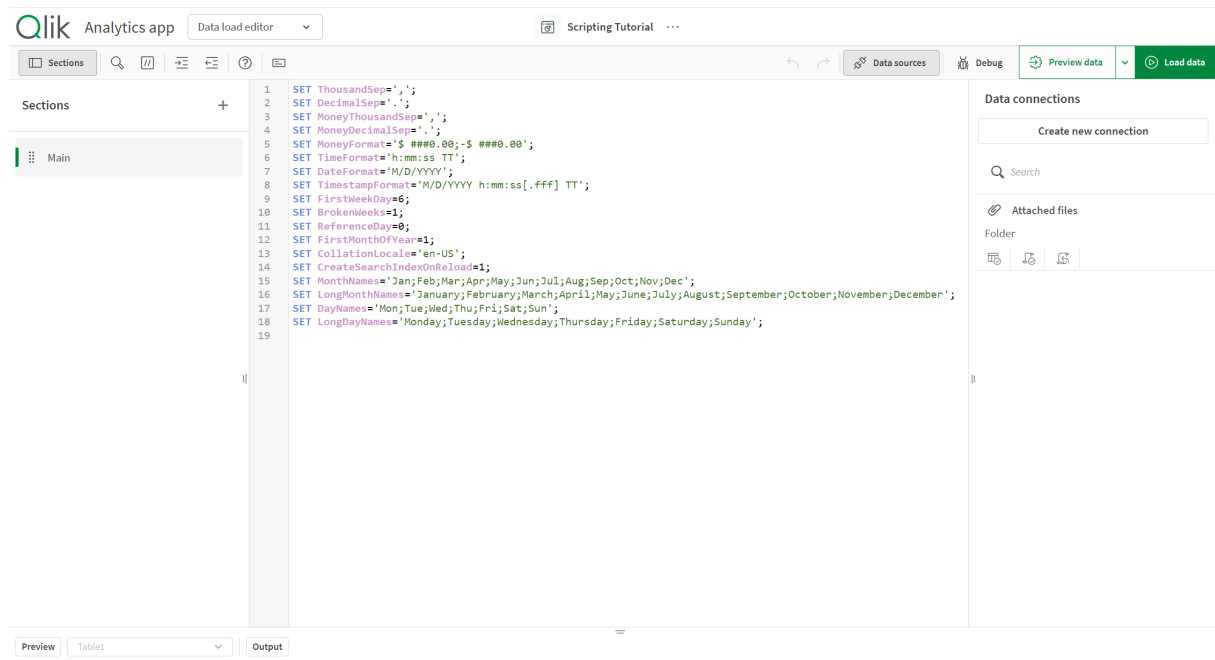 Qlik Analytics app Data load editor Scripting Tutorial ...
Sections // ? Data sources Debug Preview data Load data
Sections +
Main
1 SET ThousandSep=',';
2 SET DecimalSep='.';
3 SET MoneyThousandSep=',';
4 SET MoneyDecimalSep='.';
5 SET MoneyFormat='$ ###0.00;-$ ###0.00';
6 SET TimeFormat='h:mm:ss TT';
7 SET DateFormat='M/D/YYYY';
8 SET TimestampFormat='M/D/YYYY h:mm:ss[.fff] TT';
9 SET FirstWeekDay=6;
10 SET BrokenWeeks=1;
11 SET ReferenceDay=0;
12 SET FirstMonthOfYear=1;
13 SET CollationLocale='en-US';
14 SET CreateSearchIndexOnReload=1;
15 SET MonthNames='Jan;Feb;Mar;Apr;May;Jun;Jul;Aug;Sep;Oct;Nov;Dec';
16 SET LongMonthNames='January;February;March;April;May;June;July;August;September;October;November;December';
17 SET DayNames='Mon;Tue;Wed;Thu;Fri;Sat;Sun';
18 SET LongDayNames='Monday;Tuesday;Wednesday;Thursday;Friday;Saturday;Sunday';
19
Data connections
Create new connection
Search
Attached files
Folder
Preview Table1 Output